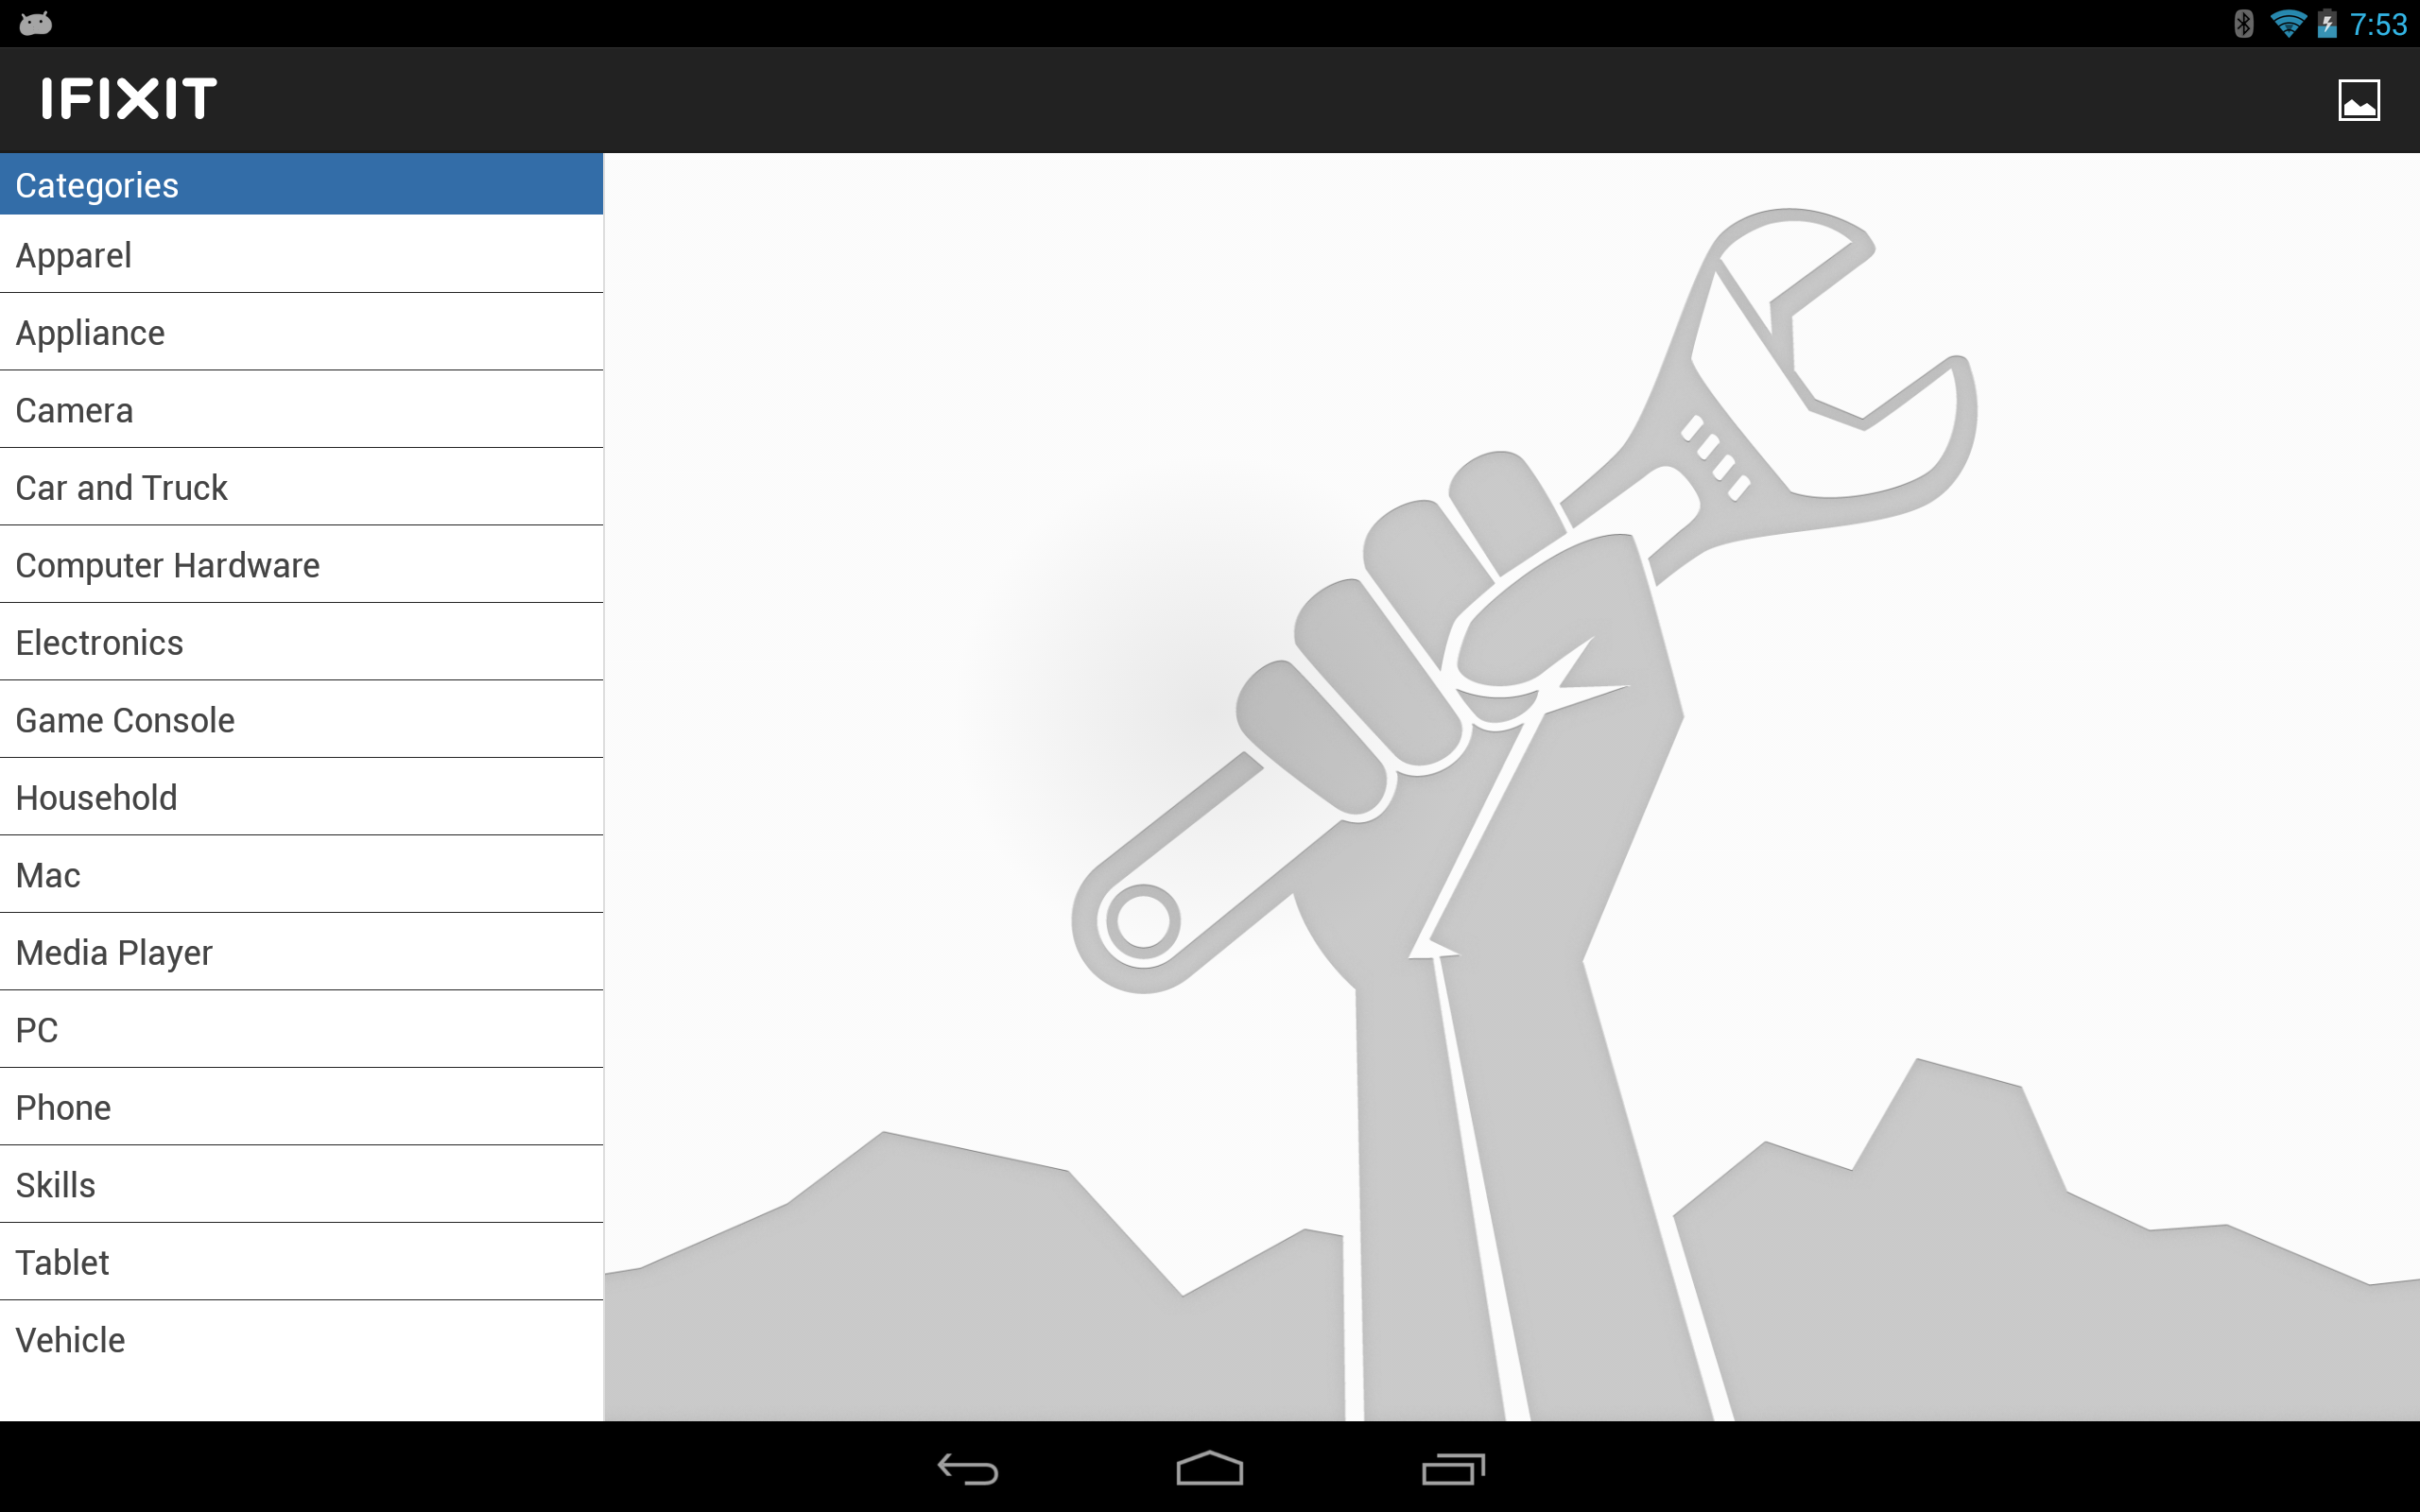 7:53
IFIXIT
Categories
Apparel
Appliance
Camera
Car and Truck
Computer Hardware
Electronics
Game Console
Household
Mac
Media Player
PC
Phone
Skills
Tablet
Vehicle